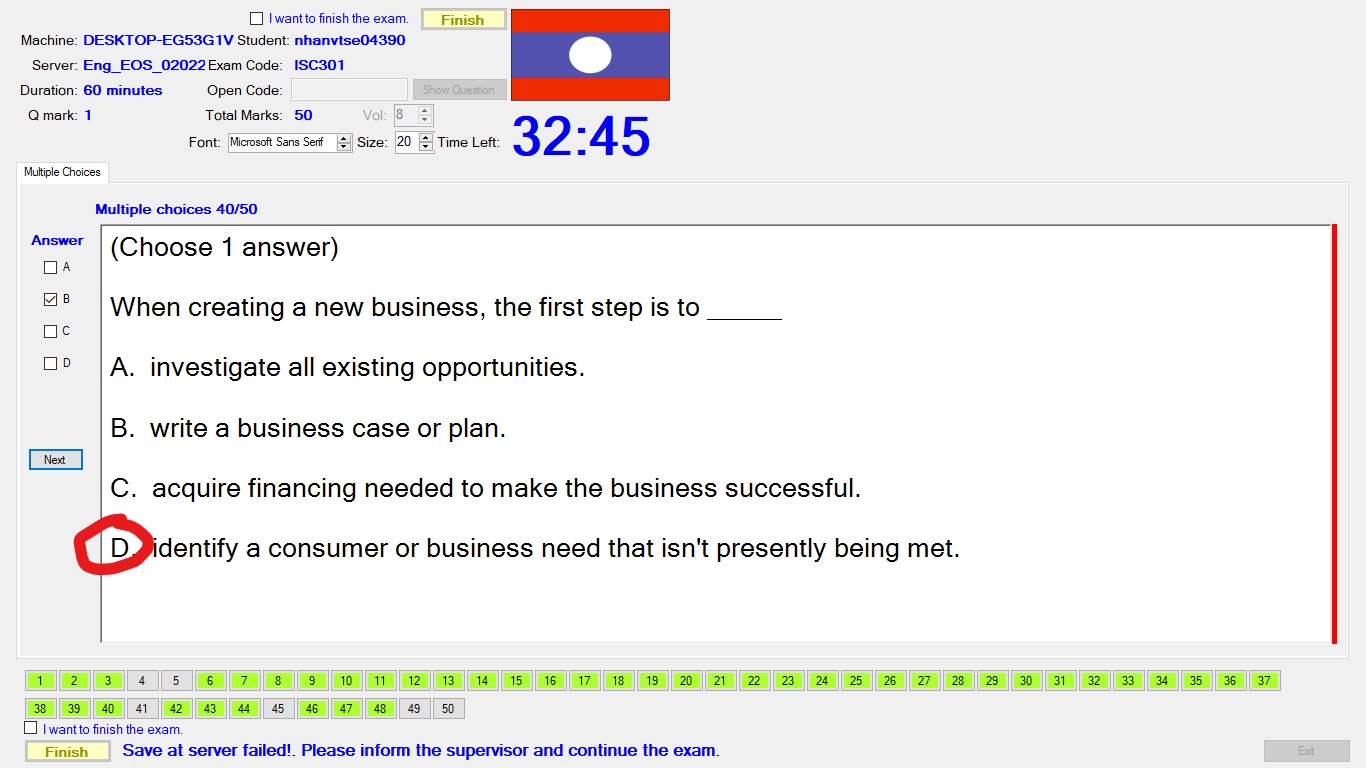 I want to finish the exam. Finish
Machine: DESKTOP-EG53G1V Student: nhanvtse04390
Server: Eng_EOS_02022 Exam Code: ISC301
Duration: 60 minutes Open Code: Show Question
Q mark: 1 Total Marks: 50 Vol: 8
Font: Microsoft Sans Serif Size: 20 Time Left: 32:45
Multiple Choices
Multiple choices 40/50
Answer
A
B
C
D
Next
(Choose 1 answer)
When creating a new business, the first step is to ______
A. investigate all existing opportunities.
B. write a business case or plan.
C. acquire financing needed to make the business successful.
D. identify a consumer or business need that isn't presently being met.
1 2 3 4 5 6 7 8 9 10 11 12 13 14 15 16 17 18 19 20 21 22 23 24 25 26 27 28 29 30 31 32 33 34 35 36 37
38 39 40 41 42 43 44 45 46 47 48 49 50
I want to finish the exam.
Finish Save at server failed!. Please inform the supervisor and continue the exam. Exit